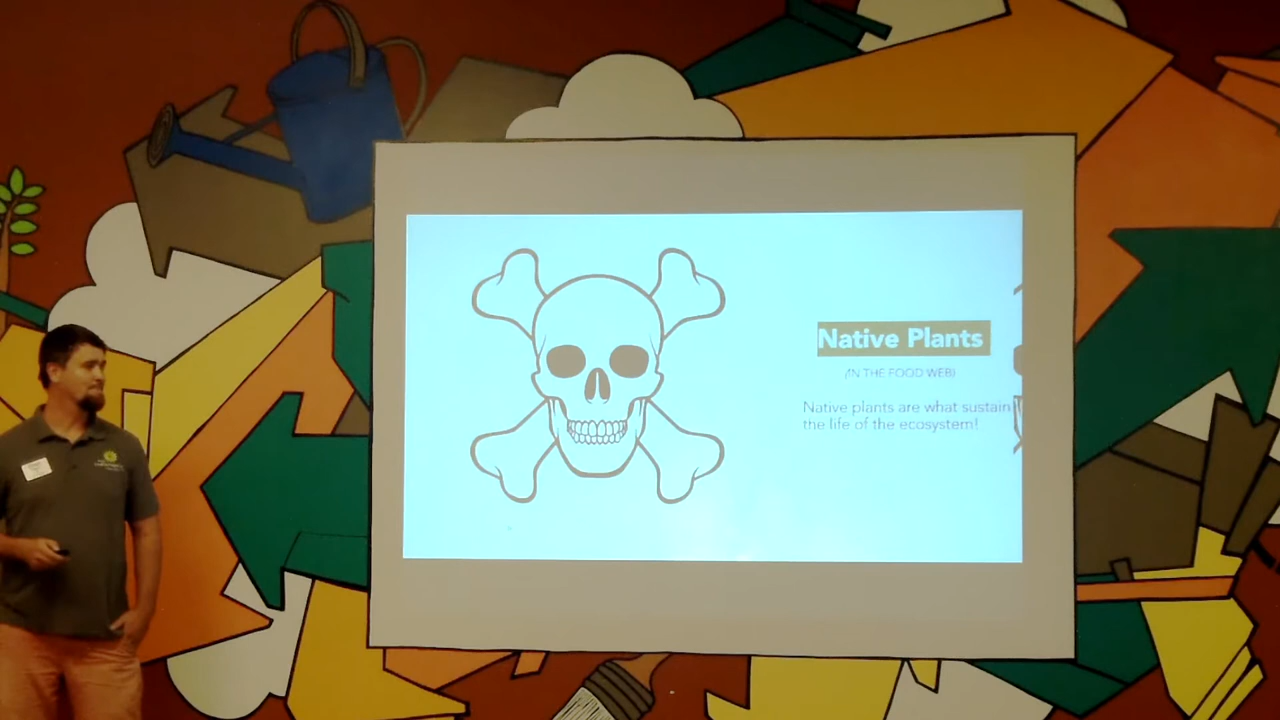 Native Plants
(IN THE FOOD WEB)
Native plants are what sustain
the life of the ecosystem!